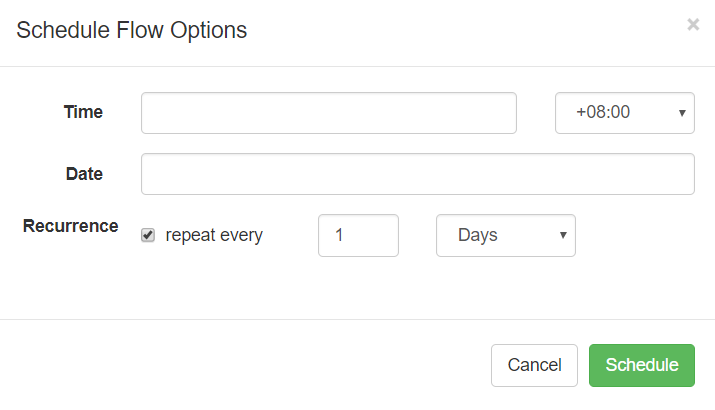 Schedule Flow Options ×
Time +08:00
Date
Recurrence repeat every 1 Days
Cancel Schedule